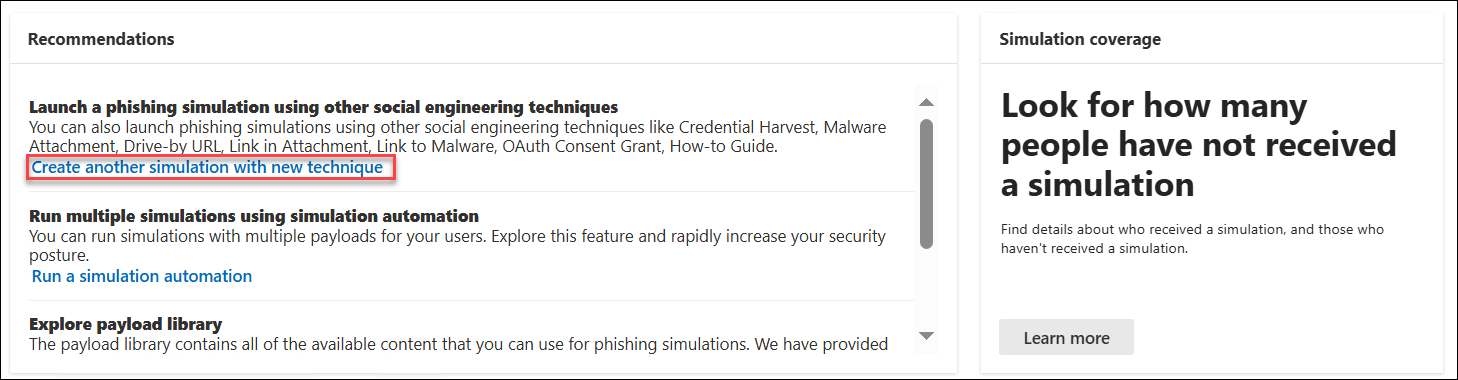 Recommendations
Launch a phishing simulation using other social engineering techniques
You can also launch phishing simulations using other social engineering techniques like Credential Harvest, Malware
Attachment, Drive-by URL, Link in Attachment, Link to Malware, OAuth Consent Grant, How-to Guide.
Create another simulation with new technique
Run multiple simulations using simulation automation
You can run simulations with multiple payloads for your users. Explore this feature and rapidly increase your security
posture.
Run a simulation automation
Explore payload library
The payload library contains all of the available content that you can use for phishing simulations. We have provided
Simulation coverage
Look for how many
people have not received
a simulation
Find details about who received a simulation, and those who
haven't received a simulation.
Learn more